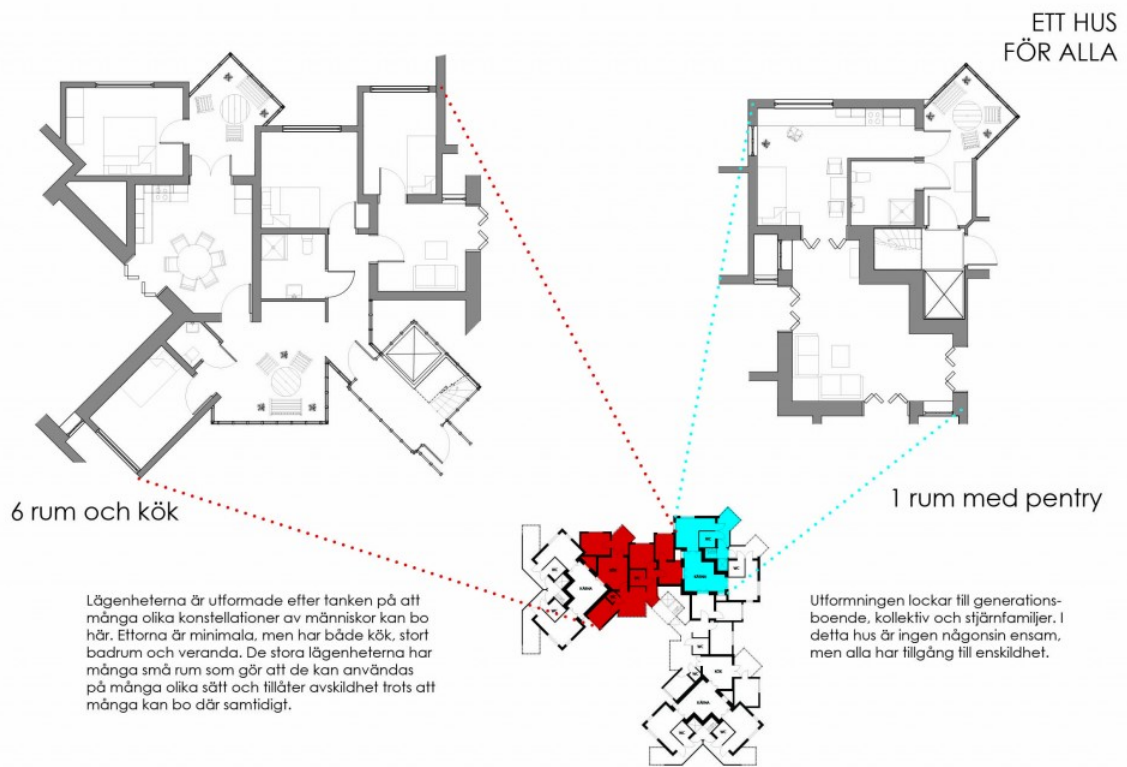 ETT HUS
FÖR ALLA
6 rum och kök
1 rum med pentry
Lägenheterna är utformade efter tanken på att
många olika konstellationer av människor kan bo
här. Ettorna är minimala, men har både kök, stort
badrum och veranda. De stora lägenheterna har
många små rum som gör att de kan användas
på många olika sätt och tillåter avskildhet trots att
många kan bo där samtidigt.
Utformningen lockar till generations-
boende, kollektiv och stjärnfamiljer. I
detta hus är ingen någonsin ensam,
men alla har tillgång till enskildhet.